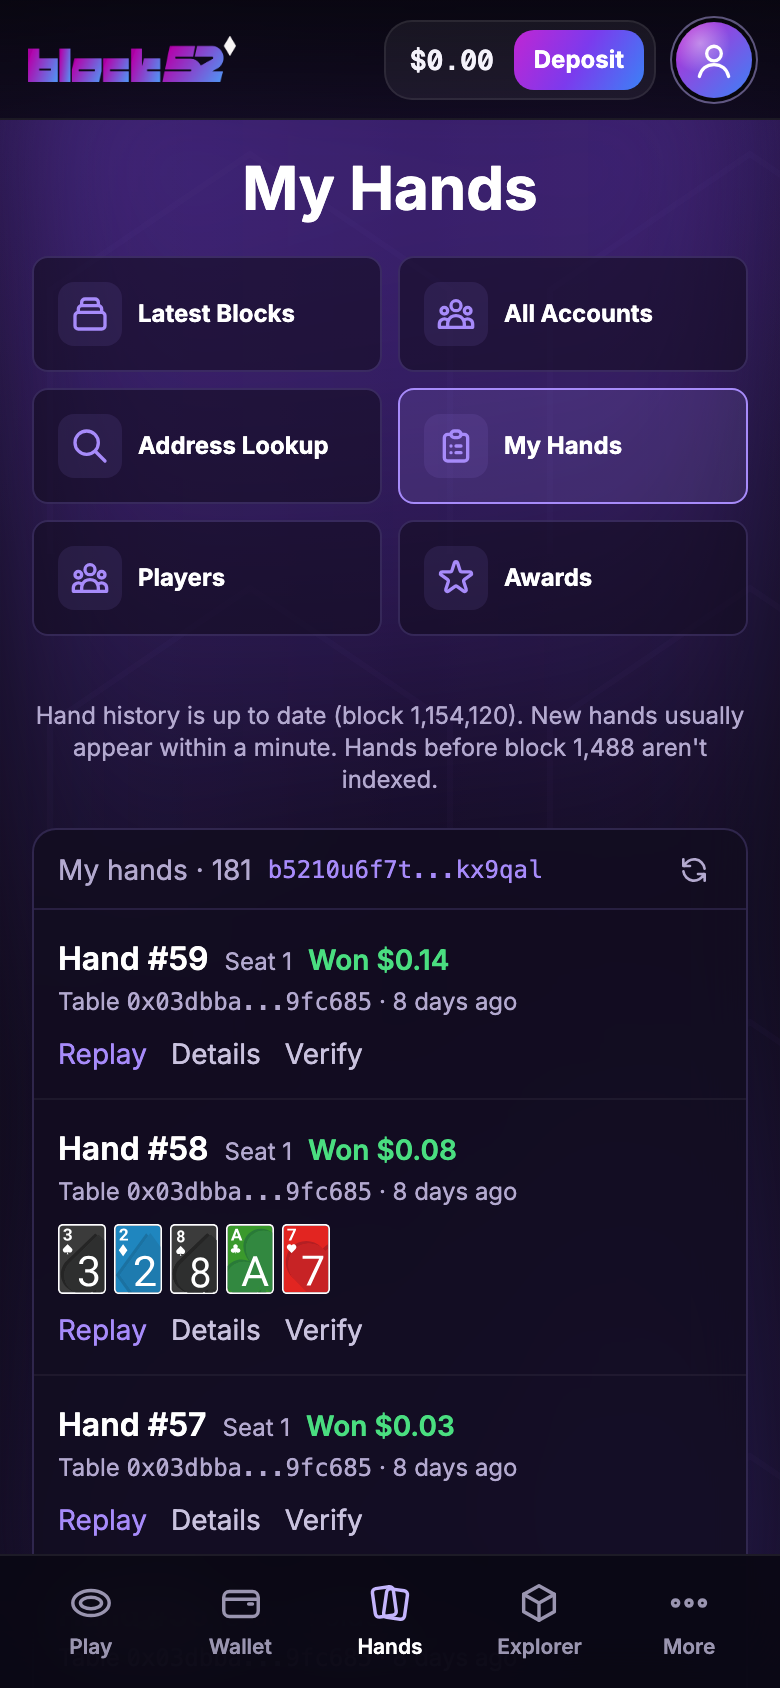 block52
$0.00
Deposit
My Hands
Latest Blocks
All Accounts
Address Lookup
My Hands
Players
Awards
Hand history is up to date (block 1,154,120). New hands usually
appear within a minute. Hands before block 1,488 aren't
indexed.
My hands · 181 b5210u6f7t...kx9qal
Hand #59 Seat 1 Won $0.14
Table 0x03dbba...9fc685 · 8 days ago
Replay Details Verify
Hand #58 Seat 1 Won $0.08
Table 0x03dbba...9fc685 · 8 days ago
3 ♠ 3 2 ♦ 2 8 ♠ 8 A ♣ A 7 ♥ 7
Replay Details Verify
Hand #57 Seat 1 Won $0.03
Table 0x03dbba...9fc685 · 8 days ago
Replay Details Verify
Play
Wallet
Hands
Explorer
More